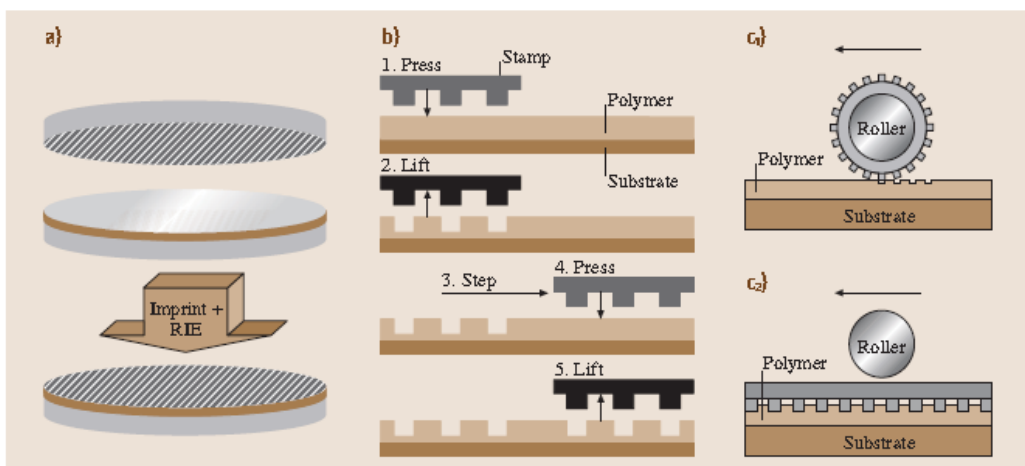 a)
Imprint +
RIE
b)
1. Press
Stamp
Polymer
2. Lift
Substrate
3. Step
4. Press
5. Lift
c₁)
Roller
Polymer
Substrate
c₂)
Roller
Polymer
Substrate